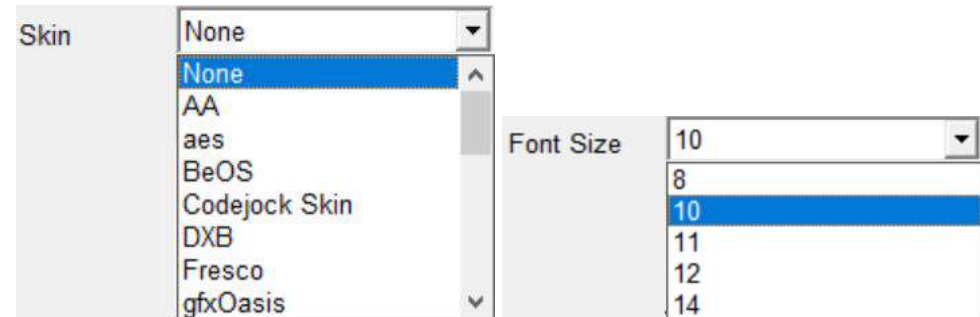 Skin None
None
AA
aes
BeOS
Codejock Skin
DXB
Fresco
gfxOasis
Font Size 10
8
10
11
12
14